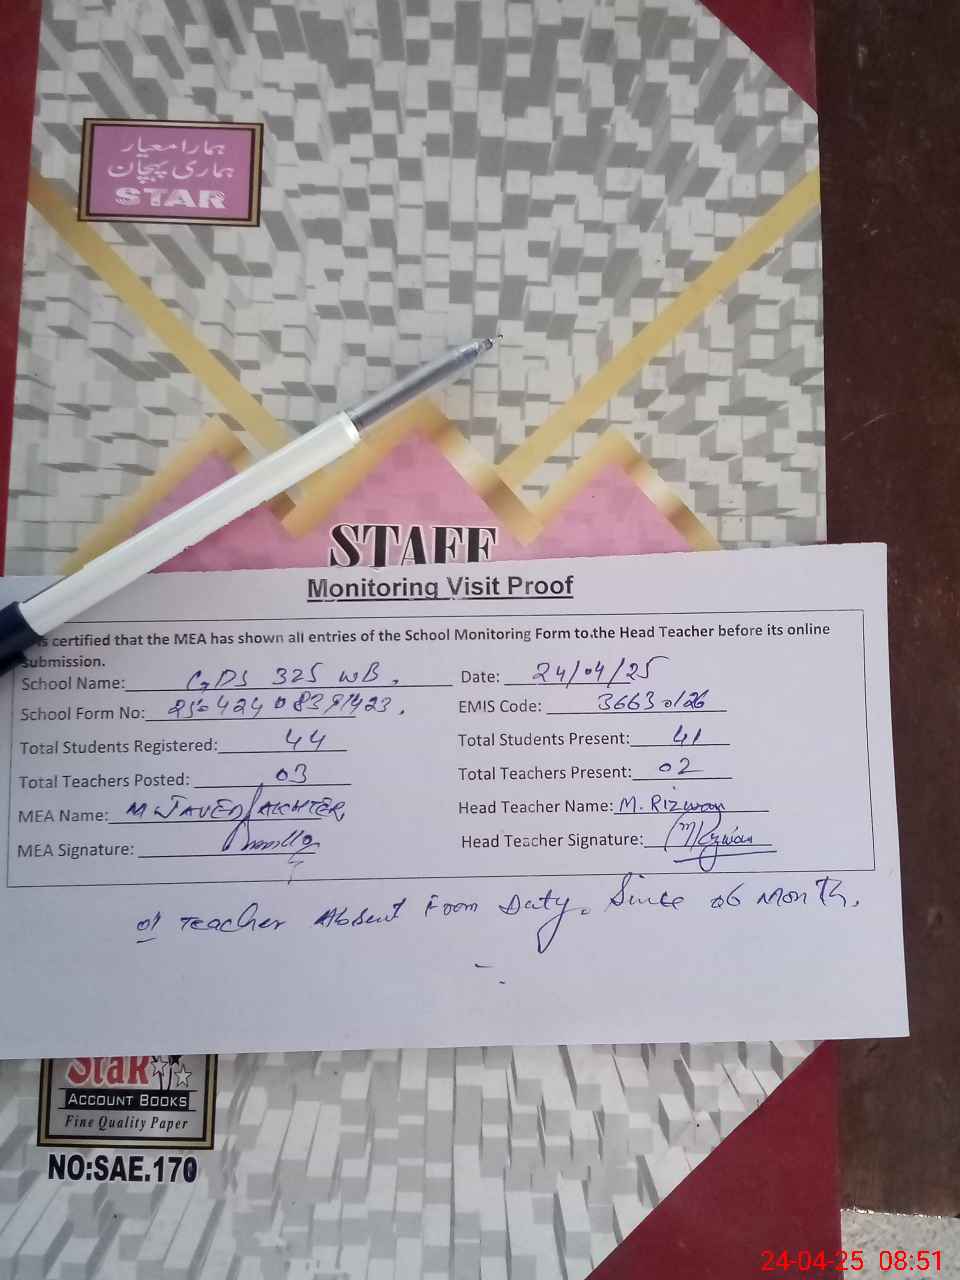 ہمارا معیار
ہماری پہچان
STAR
STAFF
Monitoring Visit Proof
is certified that the MEA has shown all entries of the School Monitoring Form to the Head Teacher before its online
submission.
School Name: GDS 325 WB. Date: 24/04/25
School Form No: EMIS Code: 36630126
Total Students Registered: 44 Total Students Present: 41
Total Teachers Posted: 03 Total Teachers Present: 02
MEA Name: M JAVED AKHTER Head Teacher Name: M. Rizwan
MEA Signature: Head Teacher Signature: M Rizwan
01 Teacher Absent From Duty. Since 06 Month.
StaR
ACCOUNT BOOKS
Fine Quality Paper
NO:SAE.170
24-04-25 08:51